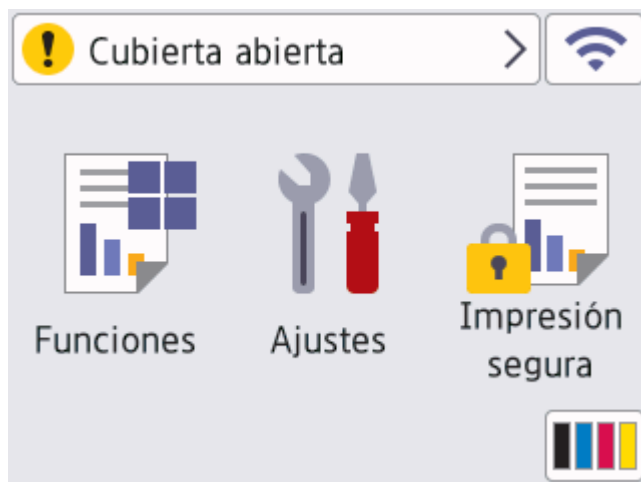 Cubierta abierta
Funciones
Ajustes
Impresión
segura